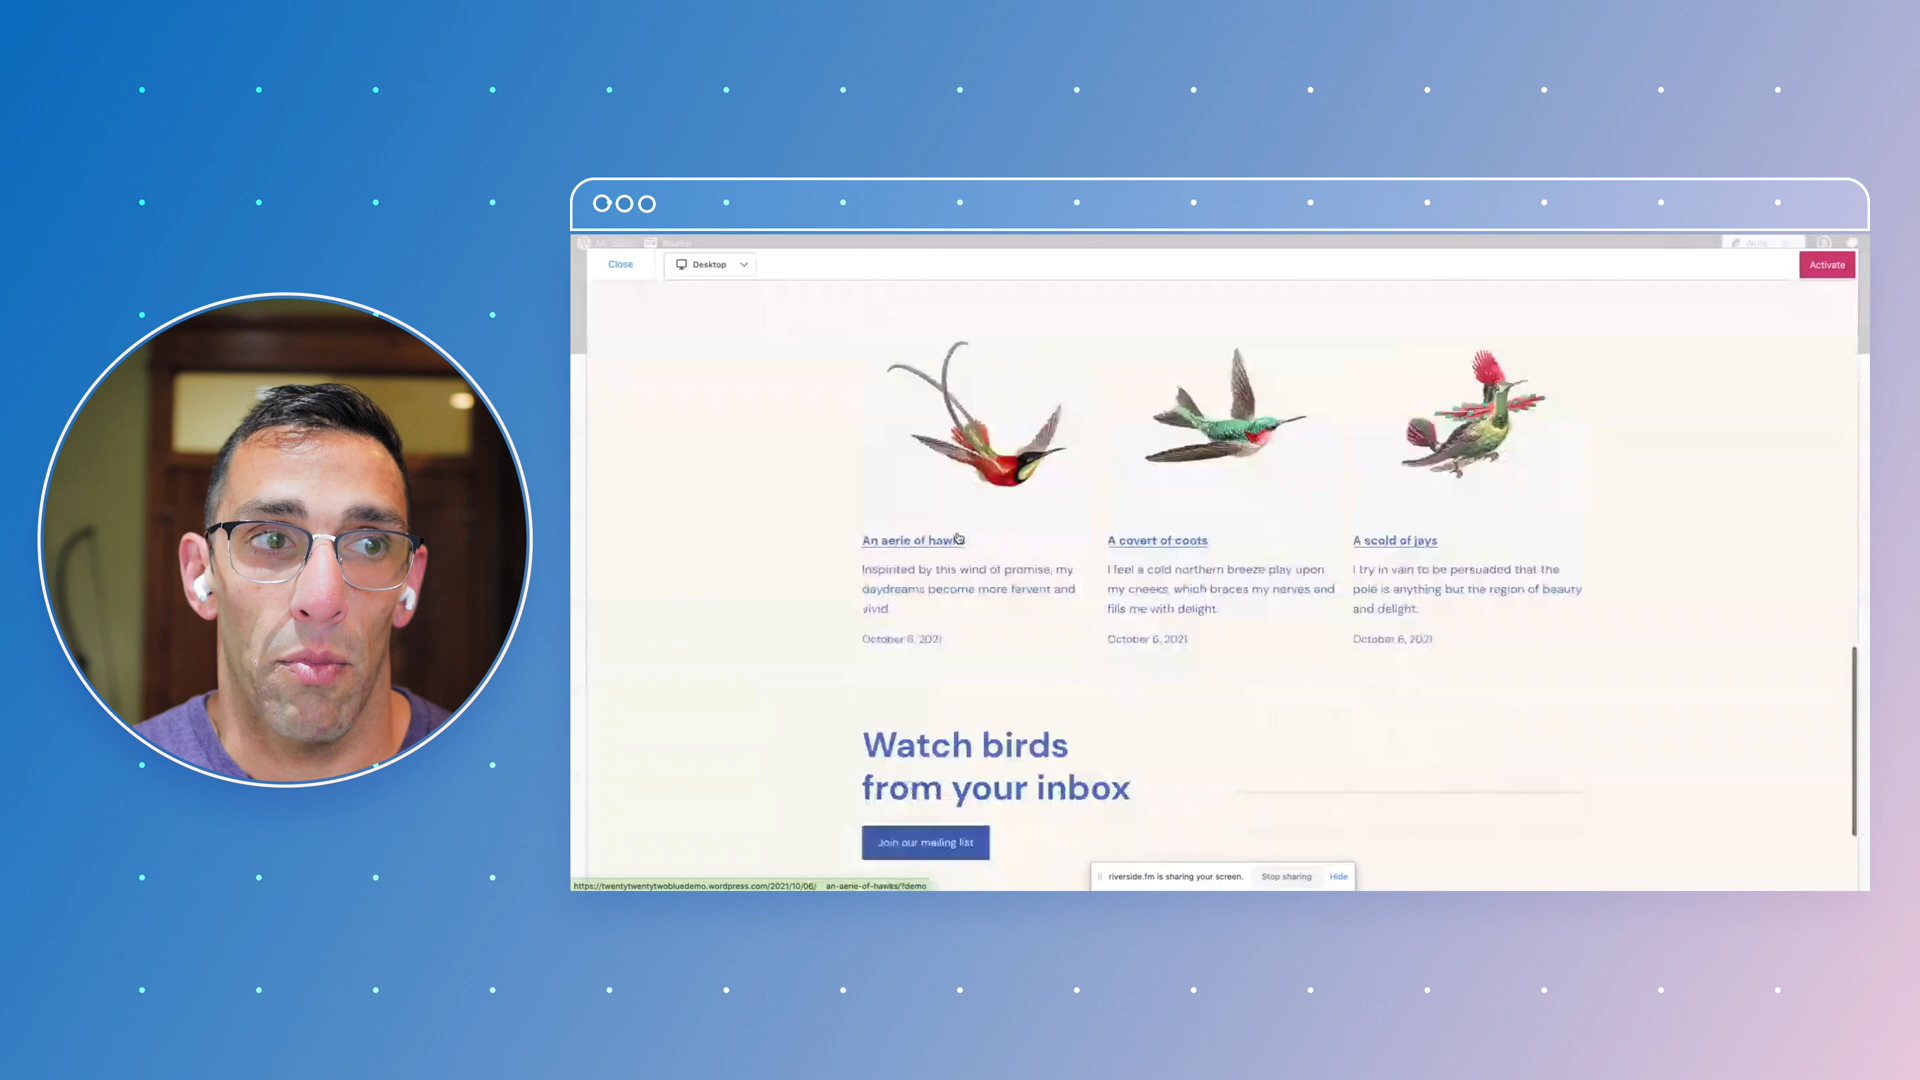 Close
Desktop
Activate
An aerie of hawks
A covert of coots
A scold of jays
Inspirited by this wind of promise, my
daydreams become more fervent and
vivid.
October 6, 2021
I feel a cold northern breeze play upon
my cheeks, which braces my nerves and
fills me with delight.
October 6, 2021
I try in vain to be persuaded that the
pole is anything but the region of beauty
and delight.
October 6, 2021
Watch birds
from your inbox
Join our mailing list
riverside.fm is sharing your screen.
Stop sharing
Hide
https://twentytwentytwobluedemo.wordpress.com/2021/10/06/ an-aerie-of-hawks/?demo